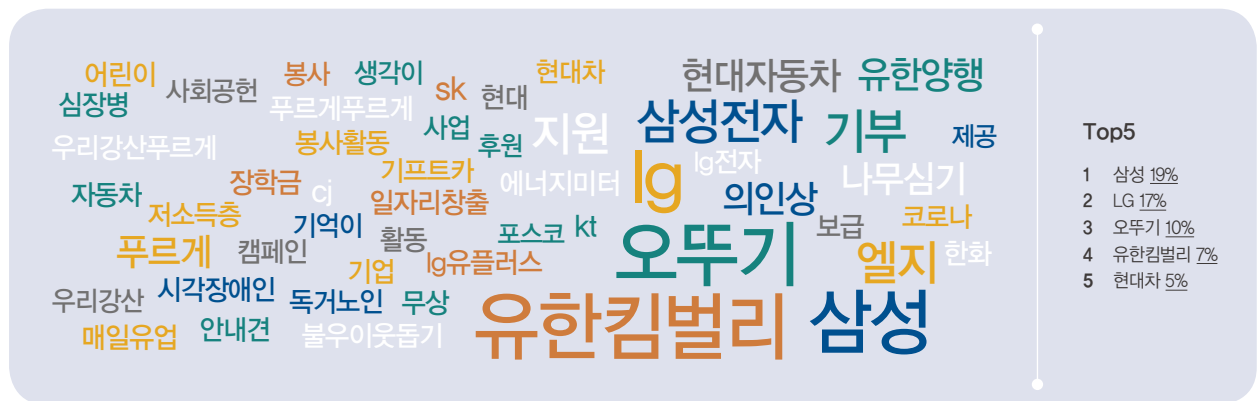 어린이 사회공헌 봉사 생각이 현대차 현대자동차 유한양행
심장병 푸르게푸르게 sk 현대 삼성전자 기부 제공
우리강산푸르게 봉사활동 사업 후원 지원
자동차 장학금 cj 기프트카 에너지미터 lg lg전자 나무심기
저소득층 기억이 일자리창출 의인상 보급 코로나
푸르게 캠페인 활동 포스코 kt 오뚜기 엘지 한화
기업 lg유플러스
우리강산 시각장애인 독거노인 무상 유한킴벌리 삼성
매일유업 안내견 불우이웃돕기
Top5
1 삼성 19%
2 LG 17%
3 오뚜기 10%
4 유한킴벌리 7%
5 현대차 5%